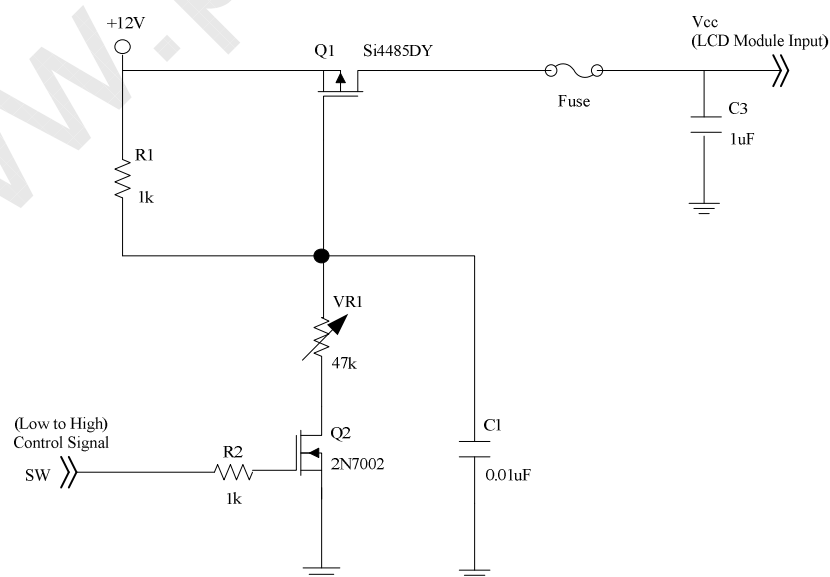 +12V
Q1
Si4485DY
Vcc
(LCD Module Input)
Fuse
C3
1uF
R1
1k
VR1
47k
(Low to High)
Control Signal
SW
R2
1k
Q2
2N7002
C1
0.01uF